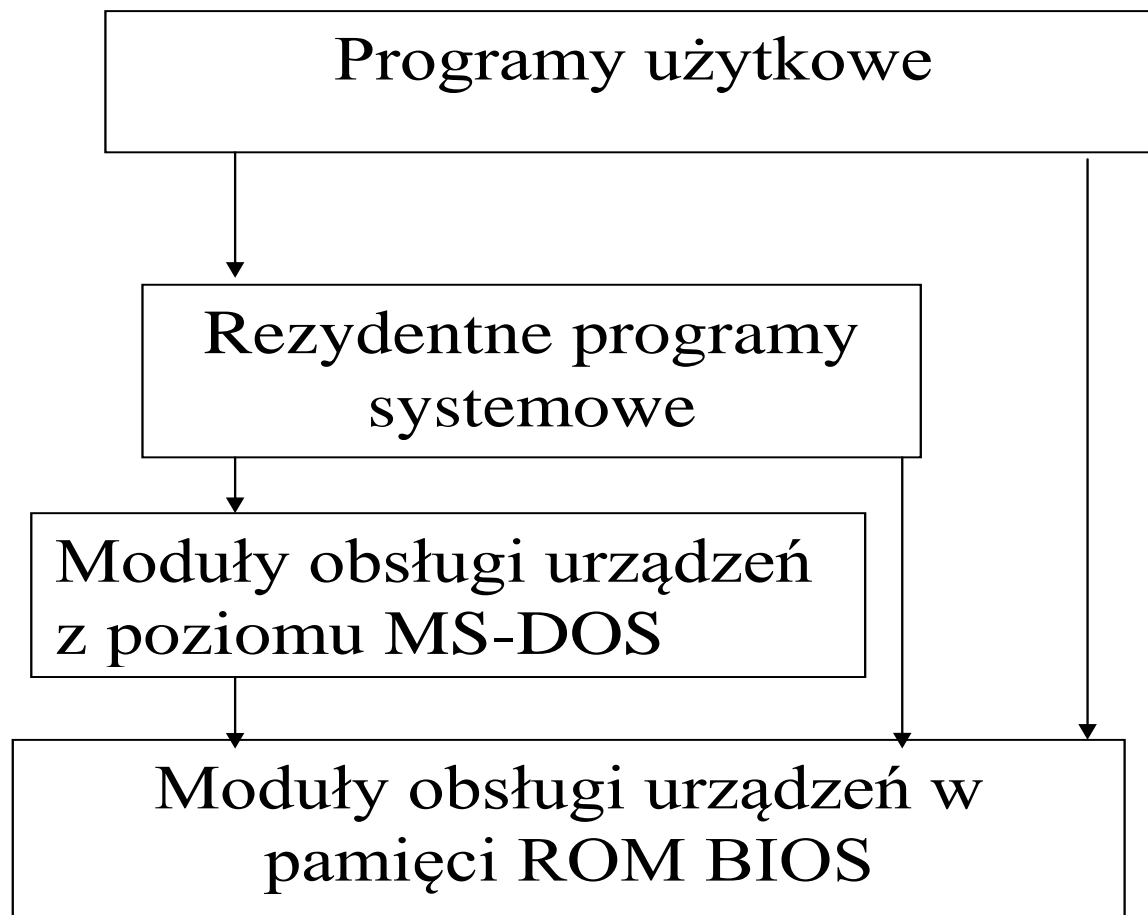 Programy użytkowe
Rezydentne programy
systemowe
Moduły obsługi urządzeń
z poziomu MS-DOS
Moduły obsługi urządzeń w
pamięci ROM BIOS